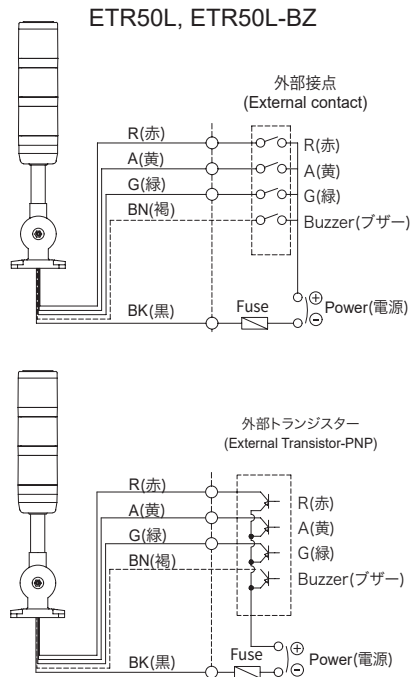 ETR50L, ETR50L-BZ
外部接点
(External contact)
R(赤)
R(赤)
A(黄)
A(黄)
G(緑)
G(緑)
BN(褐)
Buzzer(ブザー)
BK(黒)
Fuse
⊕
Power(電源)
⊖
外部トランジスター
(External Transistor-PNP)
R(赤)
R(赤)
A(黄)
A(黄)
G(緑)
G(緑)
BN(褐)
Buzzer(ブザー)
BK(黒)
Fuse
⊕
Power(電源)
⊖